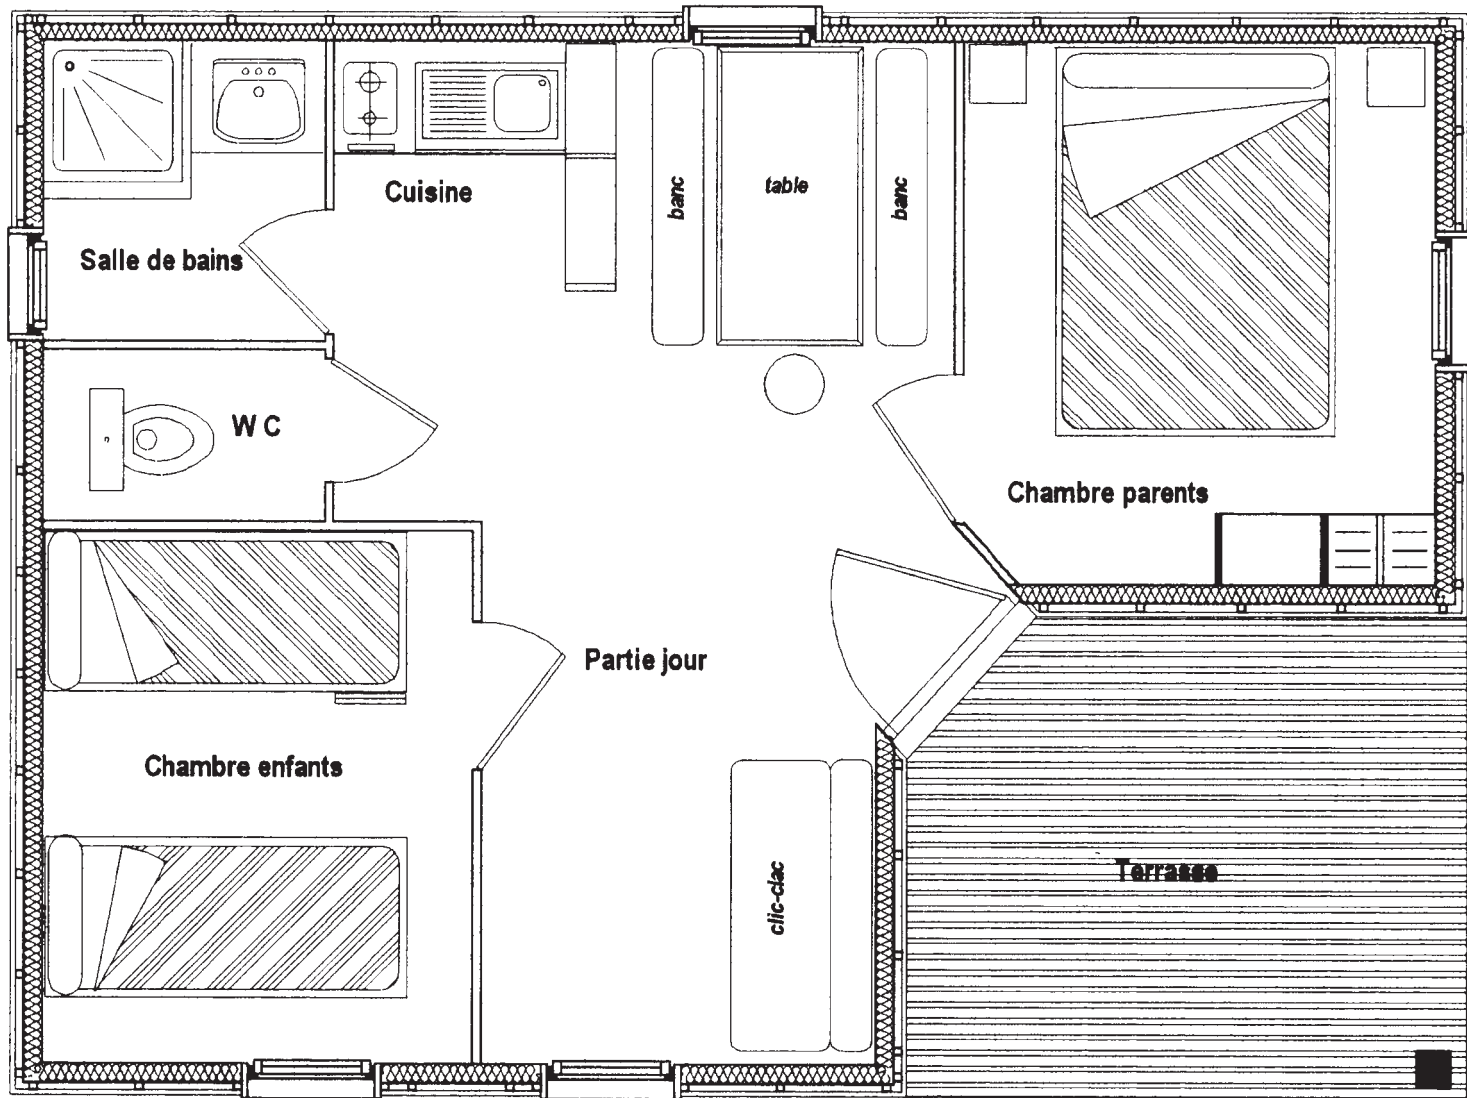 Cuisine
banc
table
banc
Salle de bains
W C
Chambre parents
Partie jour
Chambre enfants
clic-clac
Terrasse